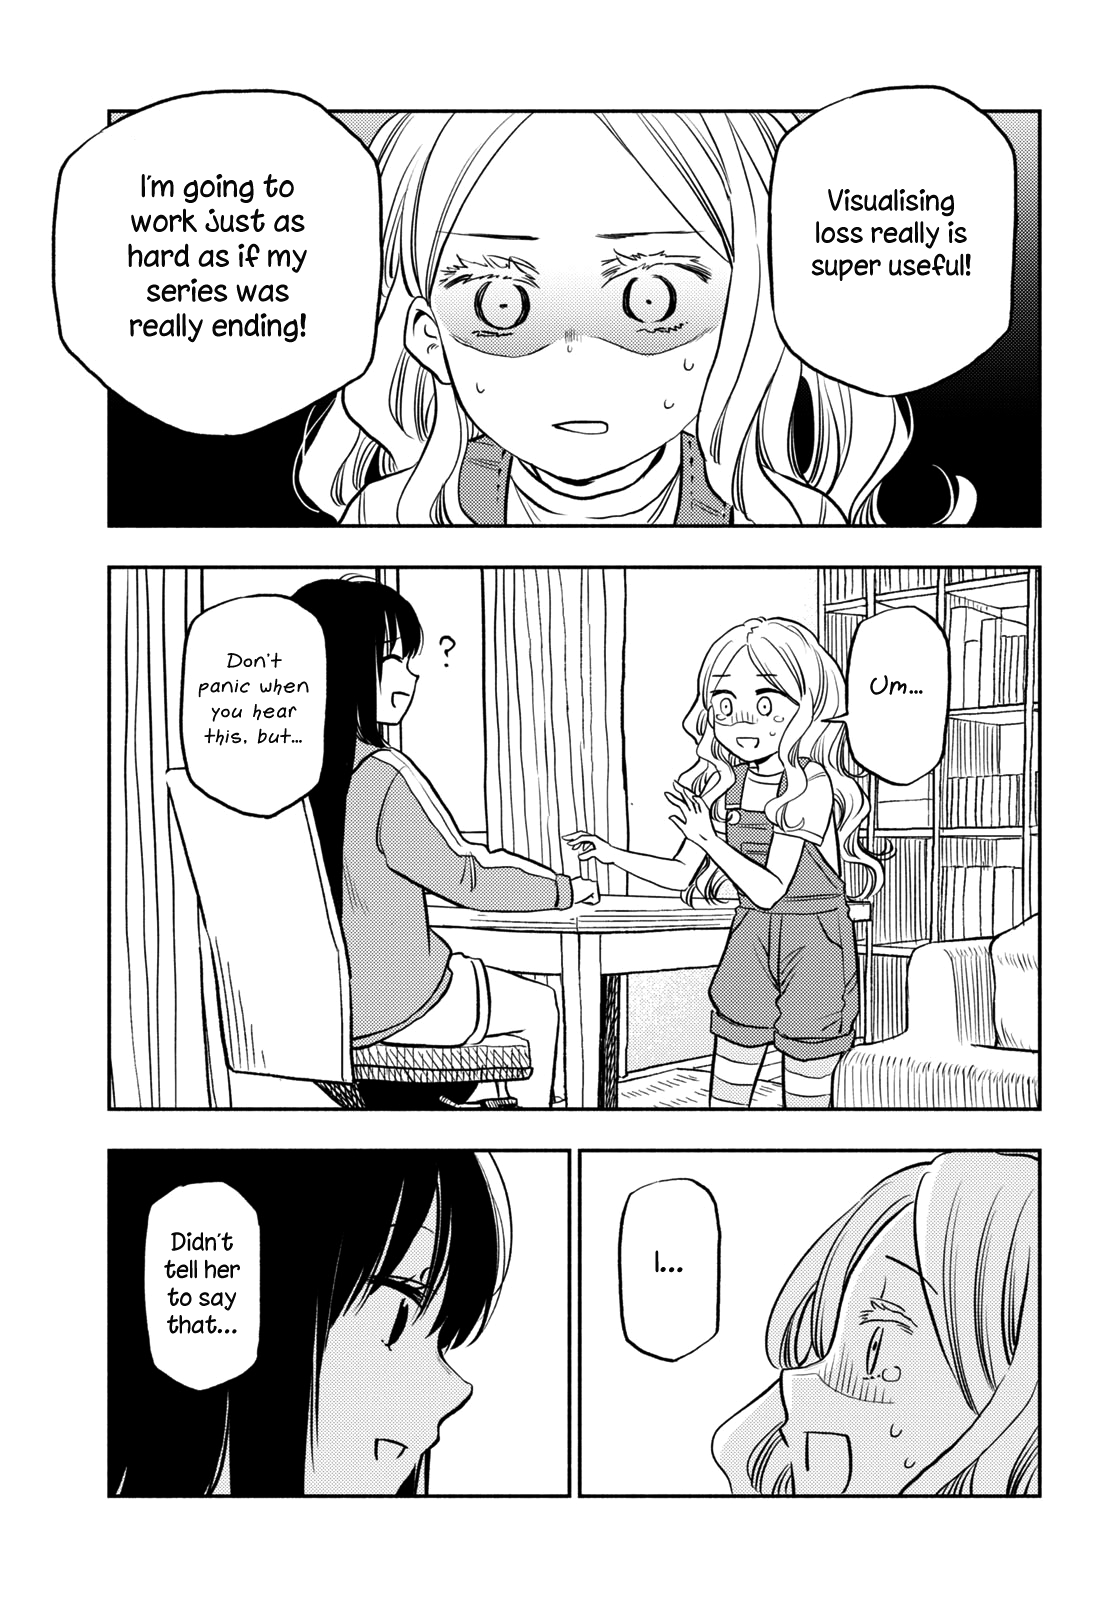 Visualising
loss really is
super useful!
I'm going to
work just as
hard as if my
series was
really ending!
Um...
?
Don't
panic when
you hear
this, but...
I...
Didn't
tell her
to say
that...